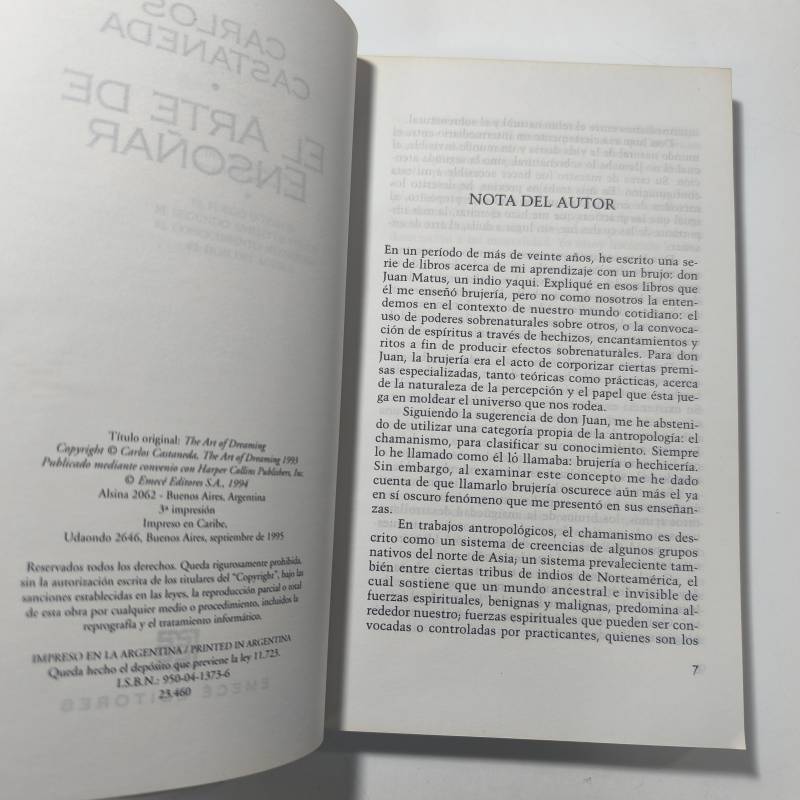 CARLOS
CASTANEDA
EL ARTE DE
ENSOÑAR
Título original: The Art of Dreaming
Copyright © Carlos Castaneda, The Art of Dreaming 1993
Publicado mediante convenio con Harper Collins Publishers, Inc.
© Emecé Editores S.A., 1994
Alsina 2062 - Buenos Aires, Argentina
3ª impresión
Impreso en Caribe,
Udaondo 2646, Buenos Aires, septiembre de 1995
Reservados todos los derechos. Queda rigurosamente prohibida,
sin la autorización escrita de los titulares del "Copyright", bajo las
sanciones establecidas en las leyes, la reproducción parcial o total
de esta obra por cualquier medio o procedimiento, incluidos la
reprografía y el tratamiento informático.
IMPRESO EN LA ARGENTINA / PRINTED IN ARGENTINA
Queda hecho el depósito que previene la ley 11.723.
I.S.B.N.: 950-04-1373-6
23.460
EMECÉ EDITORES
NOTA DEL AUTOR
En un período de más de veinte años, he escrito una se-
rie de libros acerca de mi aprendizaje con un brujo: don
Juan Matus, un indio yaqui. Expliqué en esos libros que
él me enseñó brujería, pero no como nosotros la enten-
demos en el contexto de nuestro mundo cotidiano: el
uso de poderes sobrenaturales sobre otros, o la convoca-
ción de espíritus a través de hechizos, encantamientos y
ritos a fin de producir efectos sobrenaturales. Para don
Juan, la brujería era el acto de corporizar ciertas premi-
sas especializadas, tanto teóricas como prácticas, acerca
de la naturaleza de la percepción y el papel que ésta jue-
ga en moldear el universo que nos rodea.
Siguiendo la sugerencia de don Juan, me he absteni-
do de utilizar una categoría propia de la antropología: el
chamanismo, para clasificar su conocimiento. Siempre
lo he llamado como él lo llamaba: brujería o hechicería.
Sin embargo, al examinar este concepto me he dado
cuenta de que llamarlo brujería oscurece aún más el ya
en sí oscuro fenómeno que me presentó en sus enseñan-
zas.
En trabajos antropológicos, el chamanismo es des-
crito como un sistema de creencias de algunos grupos
nativos del norte de Asia; un sistema prevaleciente tam-
bién entre ciertas tribus de indios de Norteamérica, el
cual sostiene que un mundo ancestral e invisible de
fuerzas espirituales, benignas y malignas, predomina al-
rededor nuestro; fuerzas espirituales que pueden ser con-
vocadas o controladas por practicantes, quienes son los
7